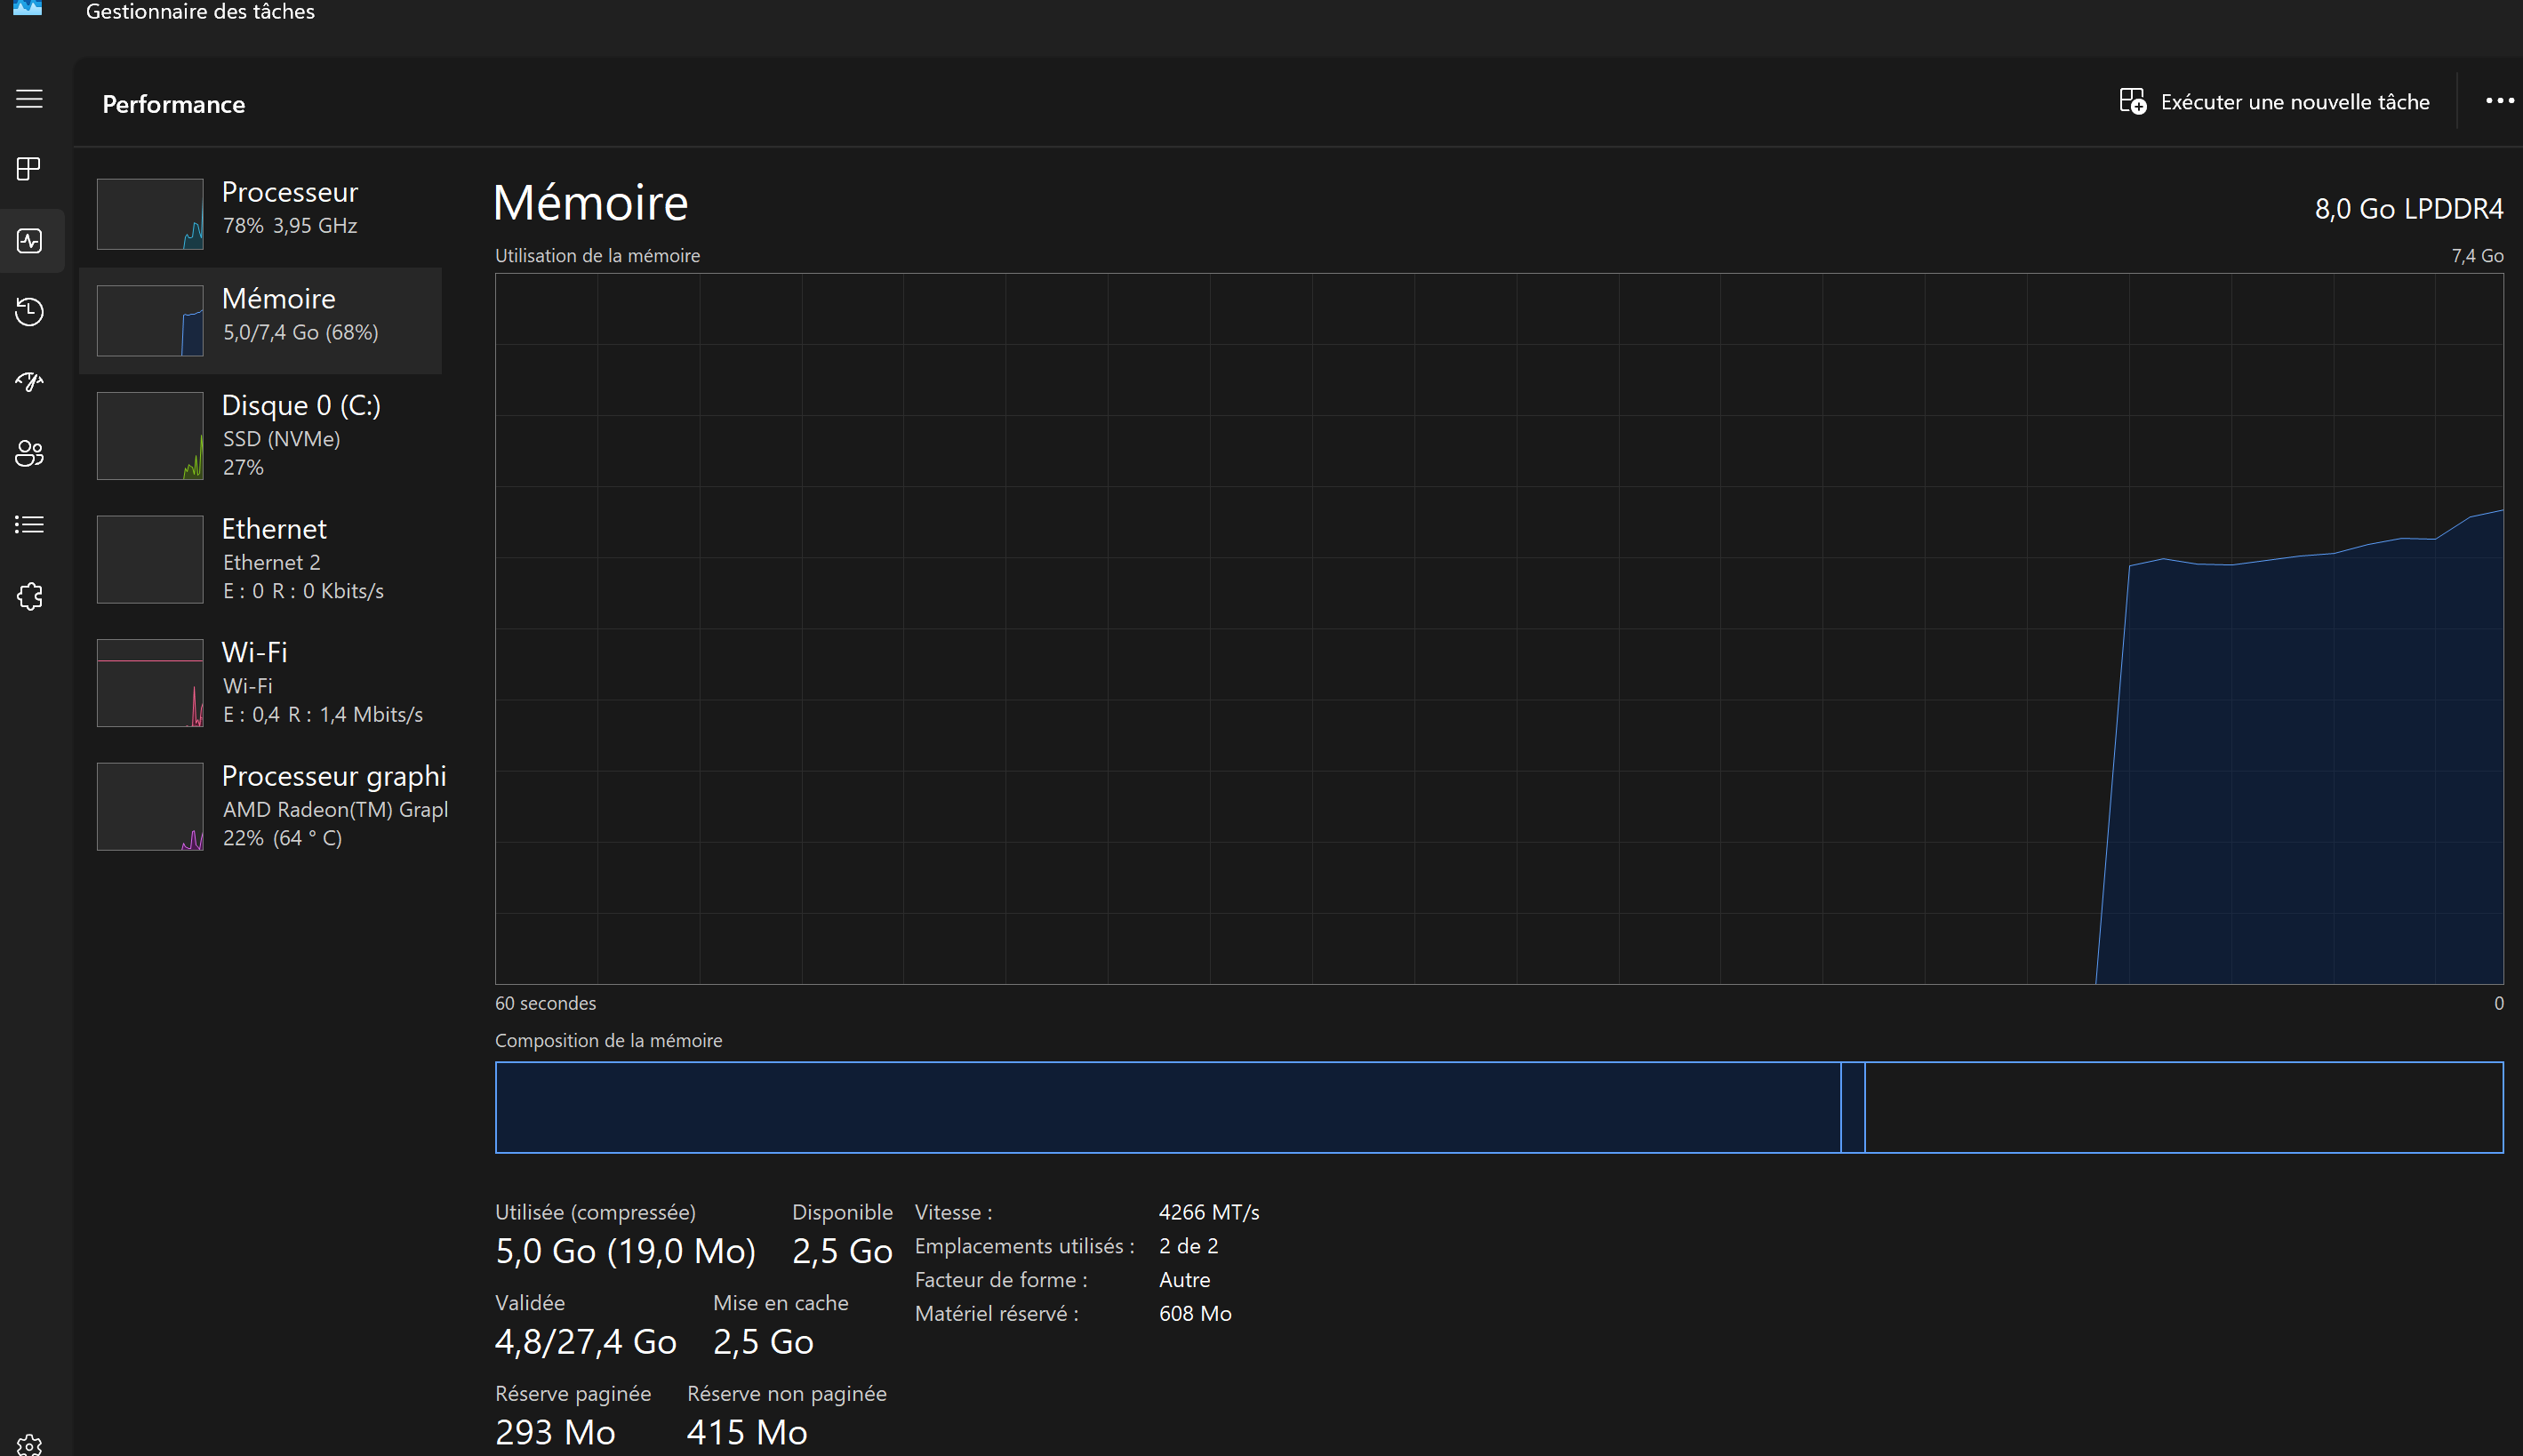 Gestionnaire des tâches
Performance
Exécuter une nouvelle tâche
Processeur
78% 3,95 GHz
Mémoire
5,0/7,4 Go (68%)
Disque 0 (C:)
SSD (NVMe)
27%
Ethernet
Ethernet 2
E : 0 R : 0 Kbits/s
Wi-Fi
Wi-Fi
E : 0,4 R : 1,4 Mbits/s
Processeur graphi
AMD Radeon(TM) Grapl
22% (64 ° C)
Mémoire
8,0 Go LPDDR4
Utilisation de la mémoire
7,4 Go
60 secondes
0
Composition de la mémoire
Utilisée (compressée)
5,0 Go (19,0 Mo)
Disponible
2,5 Go
Validée
4,8/27,4 Go
Mise en cache
2,5 Go
Réserve paginée
293 Mo
Réserve non paginée
415 Mo
Vitesse : 4266 MT/s
Emplacements utilisés : 2 de 2
Facteur de forme : Autre
Matériel réservé : 608 Mo